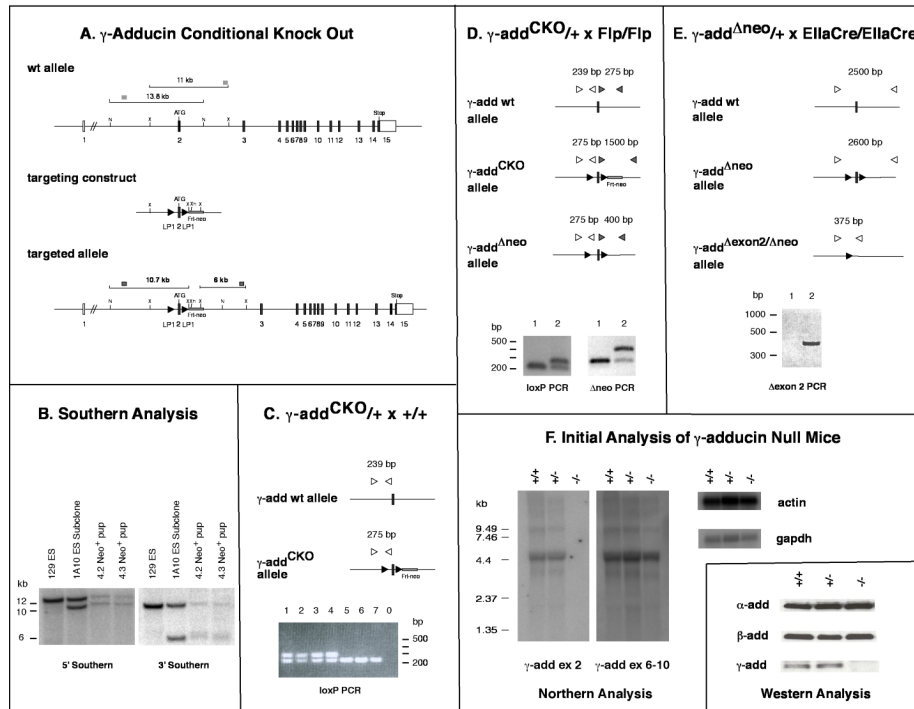 A. γ-Adducin Conditional Knock Out
wt allele
11 kb
13.8 kb
N X ATG N X Stop
1 2 3 4 5 6 7 8 9 10 11 12 13 14 15
targeting construct
ATG
X
LP1 2 LP1
Frt-neo
targeted allele
10.7 kb 6 kb
N X ATG N X Stop
LP1 2 LP1
Frt-neo
1 3 4 5 6 7 8 9 10 11 12 13 14 15
B. Southern Analysis
129 ES
1A10 ES Subclone
4.2 Neo+ pup
4.3 Neo+ pup
129 ES
1A10 ES Subclone
4.2 Neo+ pup
4.3 Neo+ pup
kb
12
10
6
5' Southern
3' Southern
C. γ-addCKO/+ x +/+
239 bp
γ-add wt allele
275 bp
γ-addCKO
allele
Frt-neo
1 2 3 4 5 6 7 0 bp
500
200
loxP PCR
D. γ-addCKO/+ x Flp/Flp
239 bp 275 bp
γ-add wt
allele
275 bp 1500 bp
γ-addCKO
allele
Frt-neo
275 bp 400 bp
γ-addΔneo
allele
bp 1 2 1 2
500
200
loxP PCR
Δneo PCR
E. γ-addΔneo/+ x EllaCre/EllaCre
2500 bp
γ-add wt
allele
2600 bp
γ-addΔneo
allele
375 bp
γ-addΔexon2/Δneo
allele
bp 1 2
1000
500
300
Δexon 2 PCR
F. Initial Analysis of γ-adducin Null Mice
+/+ +/- -/- +/+ +/- -/- +/+ +/- -/-
kb
9.49
7.46
4.4
2.37
1.35
γ-add ex 2
γ-add ex 6-10
Northern Analysis
actin
gapdh
+/+ +/- -/-
α-add
β-add
γ-add
Western Analysis